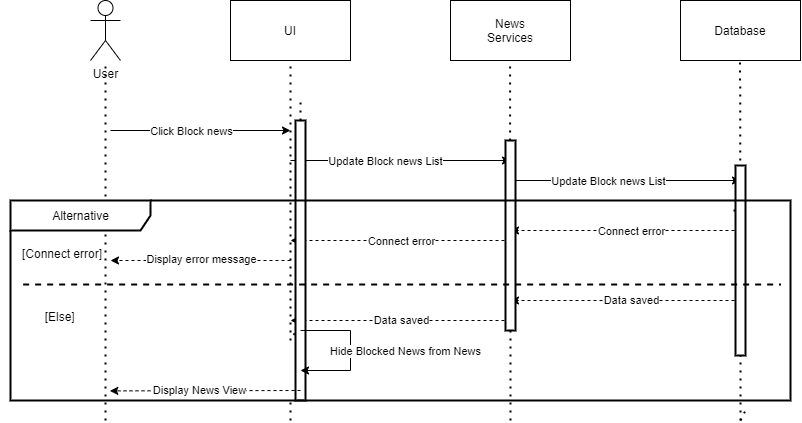 User
UI
News
Services
Database
Click Block news
Update Block news List
Update Block news List
Alternative
Connect error
[Connect error]
Connect error
Display error message
Data saved
[Else]
Data saved
Hide Blocked News from News
Display News View